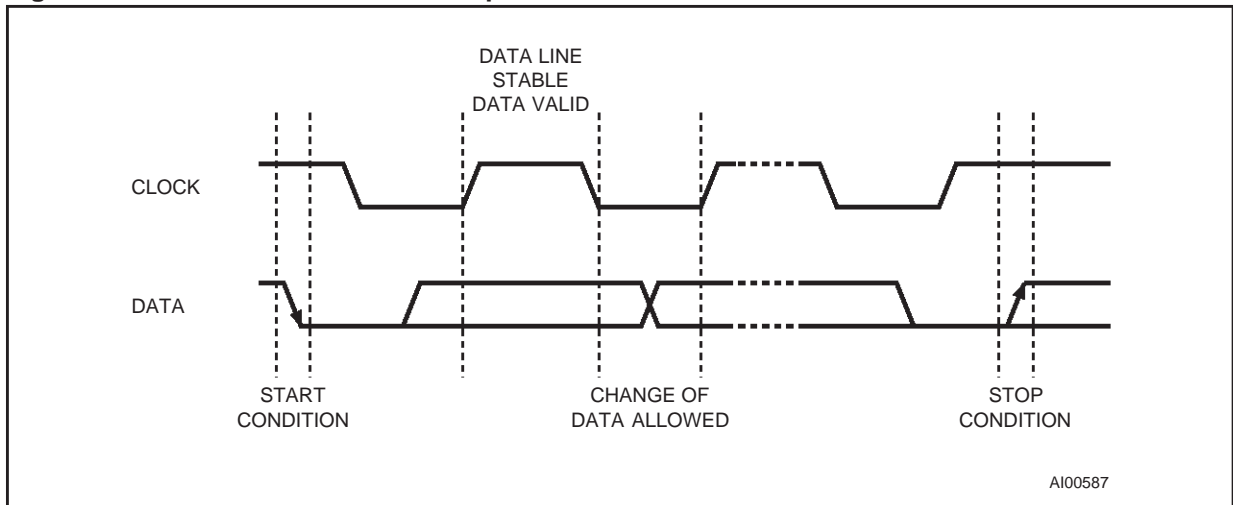 DATA LINE
STABLE
DATA VALID
CLOCK
DATA
START
CONDITION
CHANGE OF
DATA ALLOWED
STOP
CONDITION
AI00587